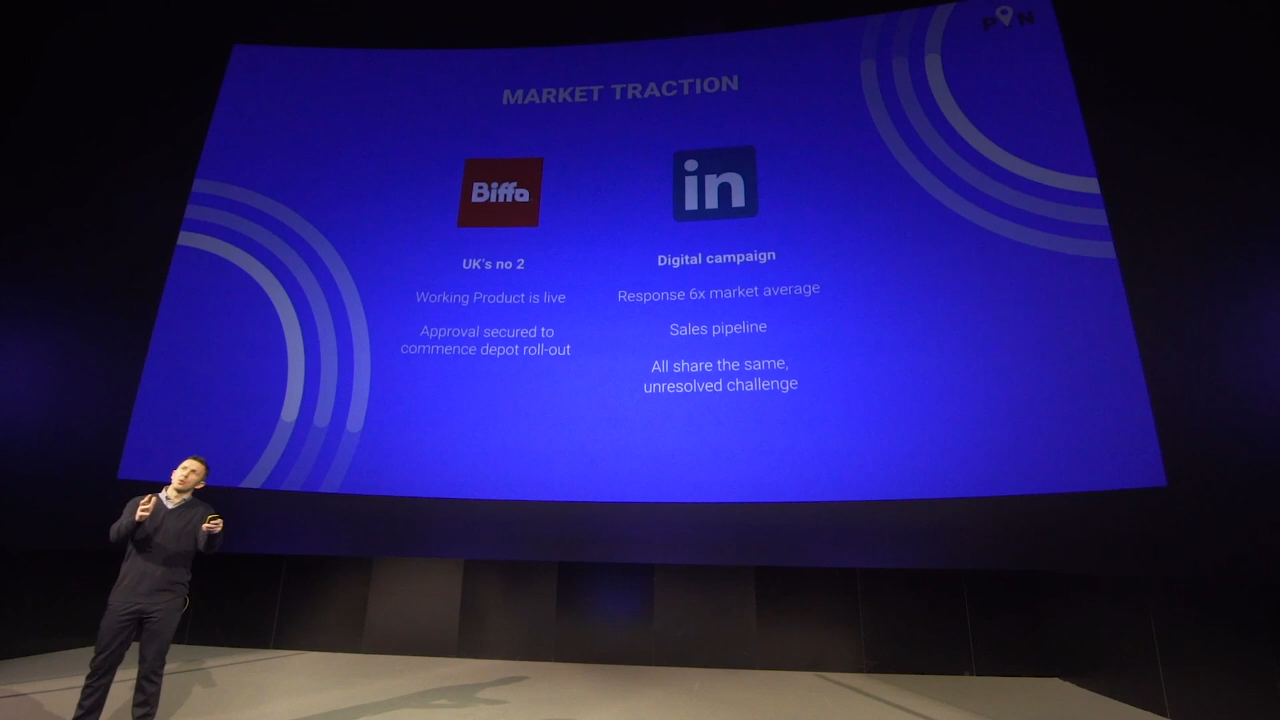 MARKET TRACTION
Biffa
in
UK's no 2
Working Product is live
Approval secured to
commence depot roll-out
Digital campaign
Response 6x market average
Sales pipeline
All share the same,
unresolved challenge